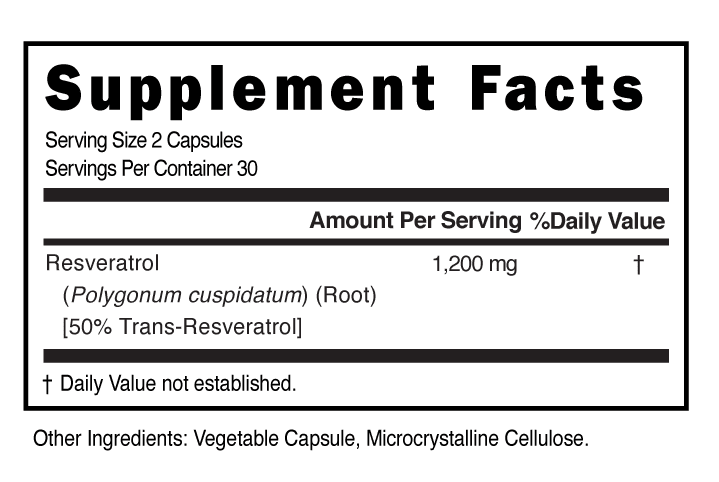 Supplement Facts
Serving Size 2 Capsules
Servings Per Container 30
Amount Per Serving %Daily Value
Resveratrol 1,200 mg †
(Polygonum cuspidatum) (Root)
[50% Trans-Resveratrol]
† Daily Value not established.
Other Ingredients: Vegetable Capsule, Microcrystalline Cellulose.